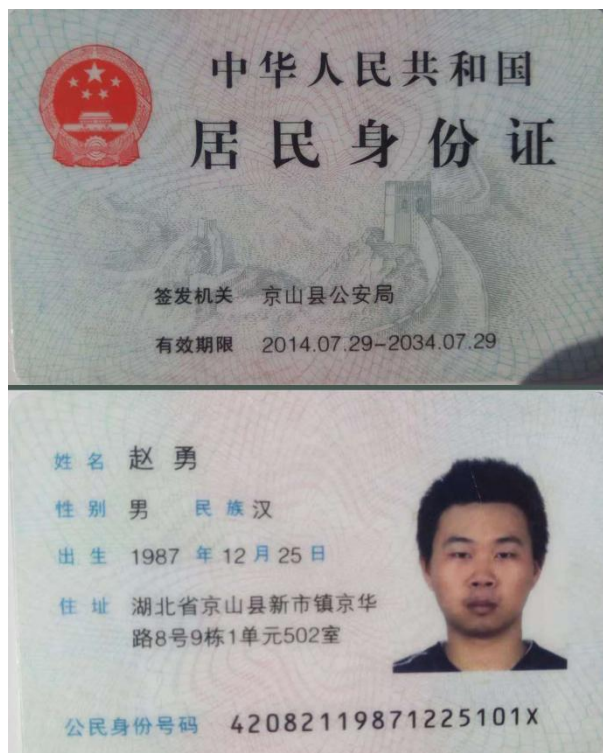 中华人民共和国
居民身份证
签发机关 京山县公安局
有效期限 2014.07.29-2034.07.29
姓名 赵勇
性别 男 民族 汉
出生 1987 年 12 月 25 日
住址 湖北省京山县新市镇京华
路8号9栋1单元502室
公民身份号码 42082119871225101X